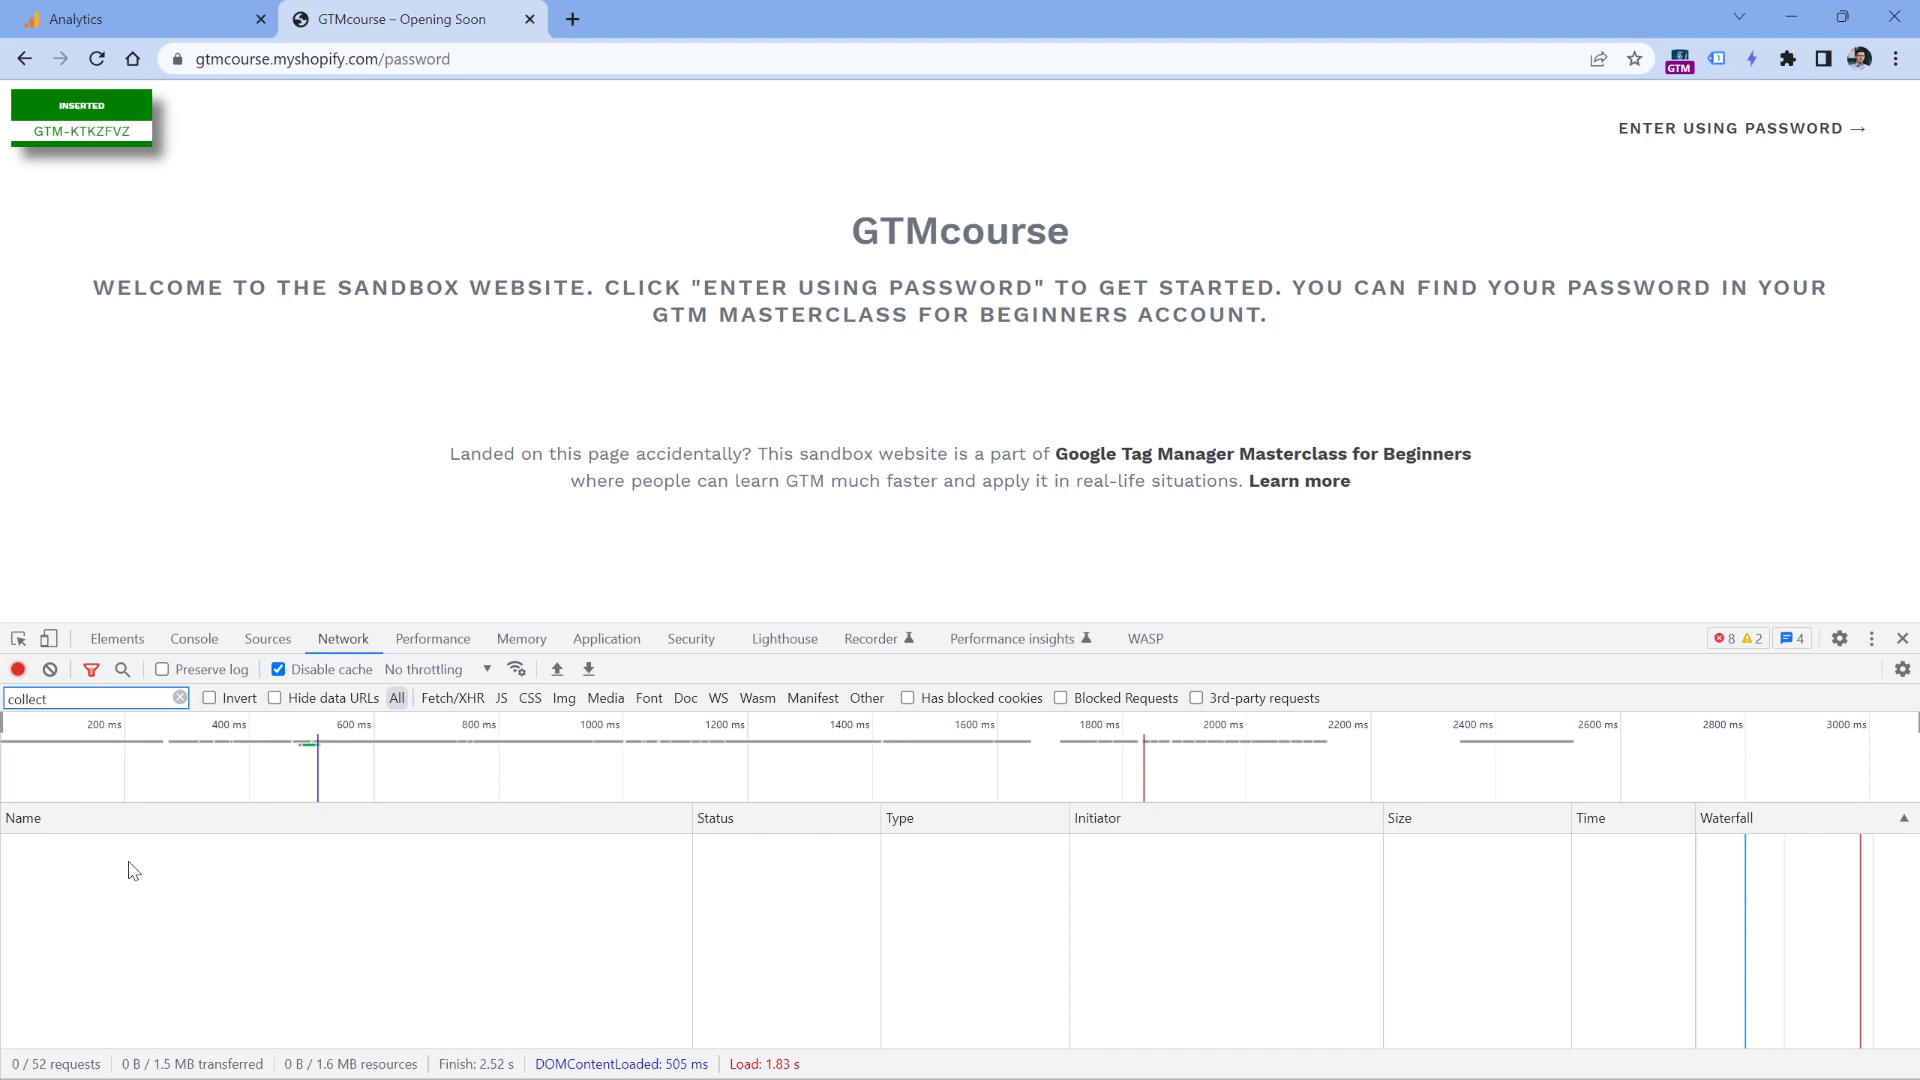 Analytics
GTMcourse – Opening Soon
gtmcourse.myshopify.com/password
GTM
INSERTED
GTM-KTKZFVZ
ENTER USING PASSWORD →
GTMcourse
WELCOME TO THE SANDBOX WEBSITE. CLICK "ENTER USING PASSWORD" TO GET STARTED. YOU CAN FIND YOUR PASSWORD IN YOUR
GTM MASTERCLASS FOR BEGINNERS ACCOUNT.
Landed on this page accidentally? This sandbox website is a part of Google Tag Manager Masterclass for Beginners
where people can learn GTM much faster and apply it in real-life situations. Learn more
Elements Console Sources Network Performance Memory Application Security Lighthouse Recorder Performance insights WASP 8 2 4
Preserve log Disable cache No throttling
collect Invert Hide data URLs All Fetch/XHR JS CSS Img Media Font Doc WS Wasm Manifest Other Has blocked cookies Blocked Requests 3rd-party requests
200 ms 400 ms 600 ms 800 ms 1000 ms 1200 ms 1400 ms 1600 ms 1800 ms 2000 ms 2200 ms 2400 ms 2600 ms 2800 ms 3000 ms
Name Status Type Initiator Size Time Waterfall
0 / 52 requests 0 B / 1.5 MB transferred 0 B / 1.6 MB resources Finish: 2.52 s DOMContentLoaded: 505 ms Load: 1.83 s